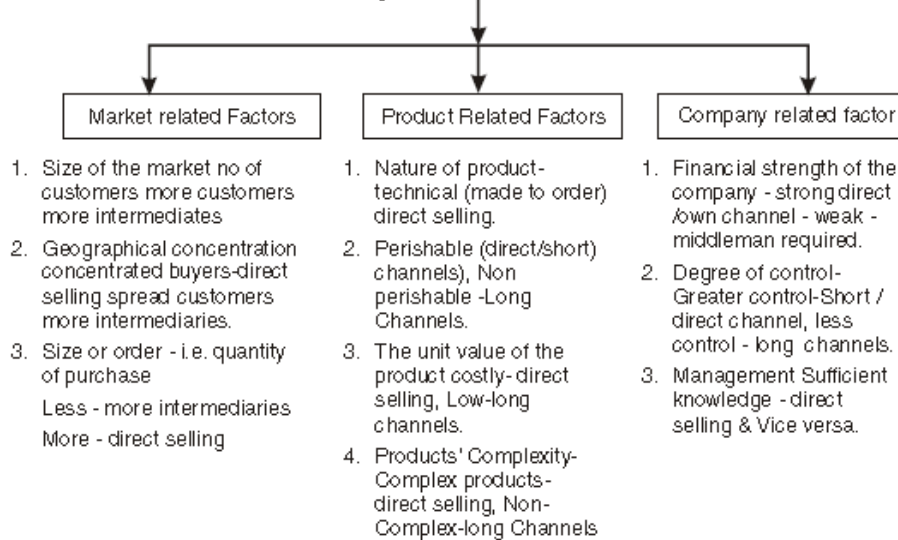 Market related Factors
1. Size of the market no of
customers more customers
more intermediates
2. Geographical concentration
concentrated buyers-direct
selling spread customers
more intermediaries.
3. Size or order - i.e. quantity
of purchase
Less - more intermediaries
More - direct selling
Product Related Factors
1. Nature of product-
technical (made to order)
direct selling.
2. Perishable (direct/short)
channels), Non
perishable -Long
Channels.
3. The unit value of the
product costly- direct
selling, Low-long
channels.
4. Products' Complexity-
Complex products-
direct selling, Non-
Complex-long Channels
Company related factor
1. Financial strength of the
company - strong direct
/own channel - weak -
middleman required.
2. Degree of control-
Greater control-Short /
direct channel, less
control - long channels.
3. Management Sufficient
knowledge - direct
selling & Vice versa.